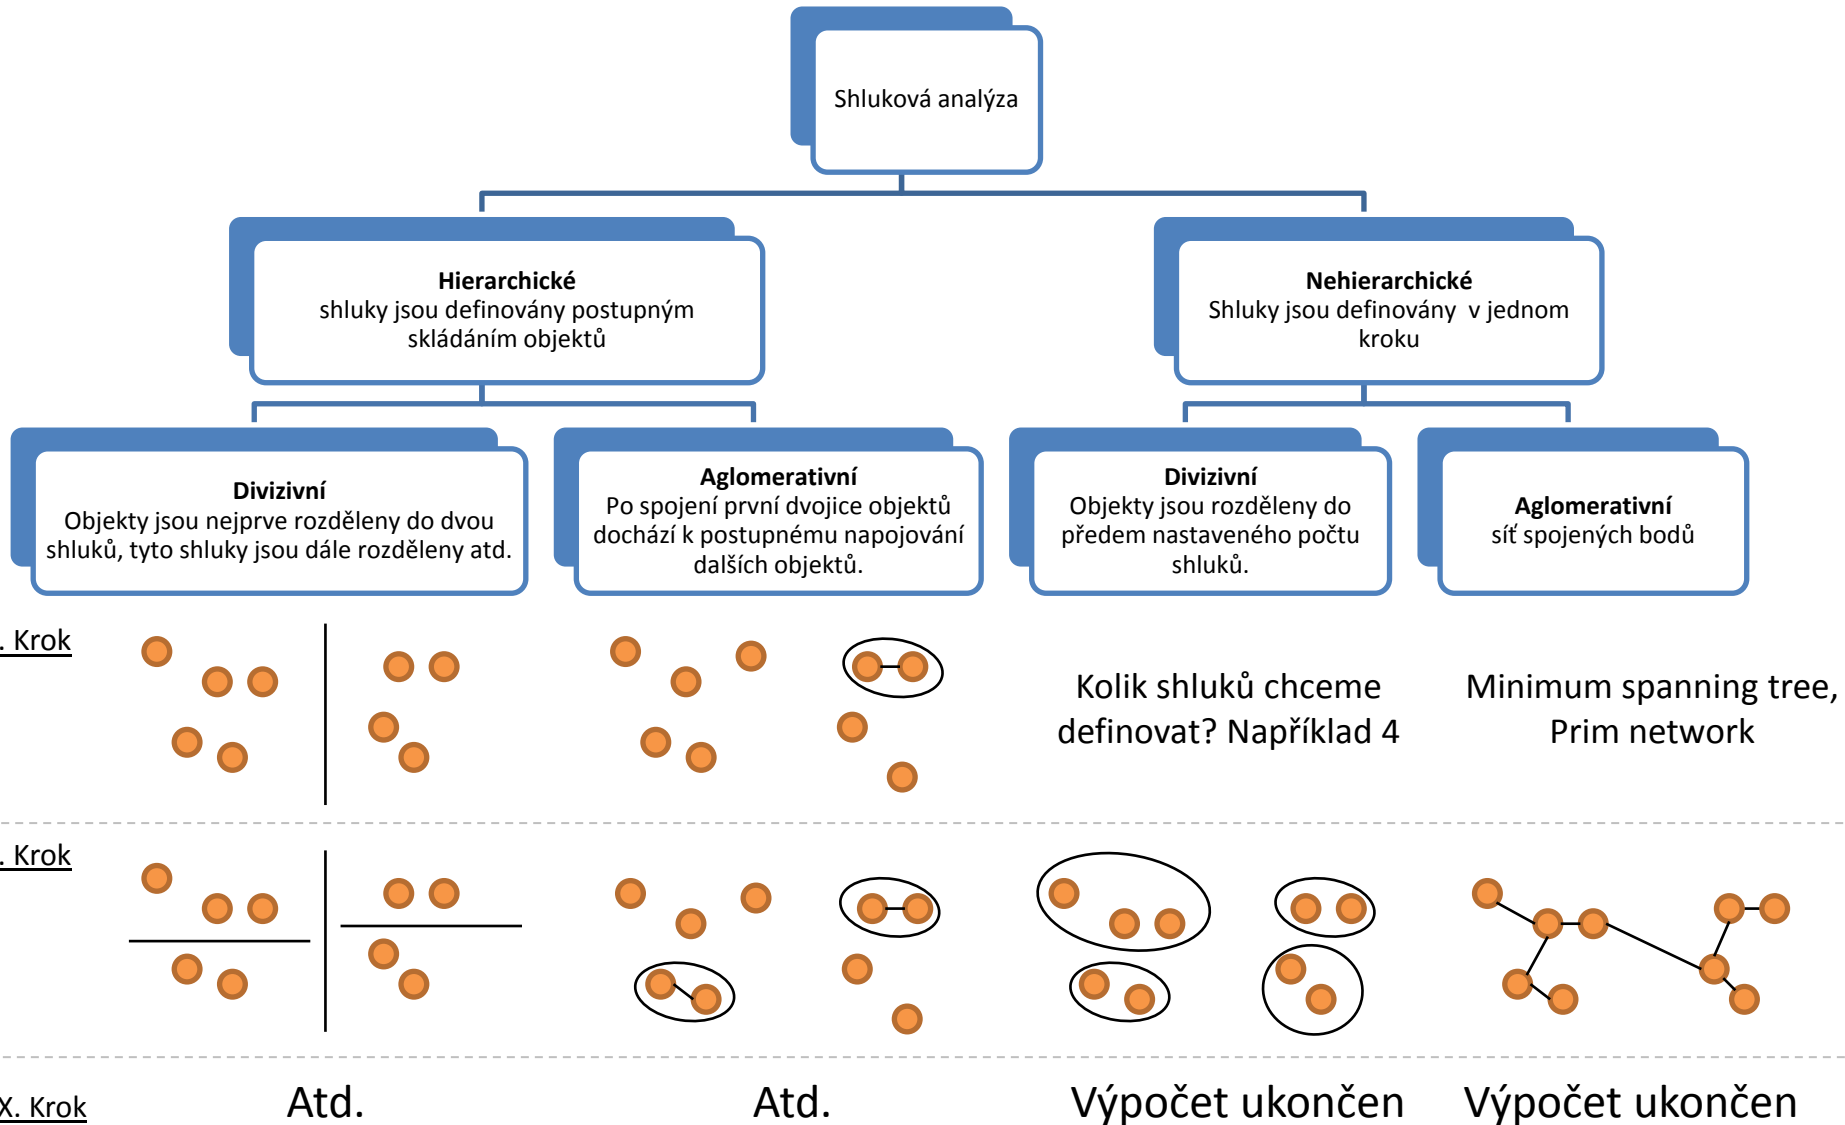 Shluková analýza
Hierarchické
shluky jsou definovány postupným
skládáním objektů
Nehierarchické
Shluky jsou definovány v jednom
kroku
Divizivní
Objekty jsou nejprve rozděleny do dvou
shluků, tyto shluky jsou dále rozděleny atd.
Aglomerativní
Po spojení první dvojice objektů
dochází k postupnému napojování
dalších objektů.
Divizivní
Objekty jsou rozděleny do
předem nastaveného počtu
shluků.
Aglomerativní
síť spojených bodů
. Krok
Kolik shluků chceme
definovat? Například 4
Minimum spanning tree,
Prim network
. Krok
X. Krok
Atd.
Atd.
Výpočet ukončen
Výpočet ukončen